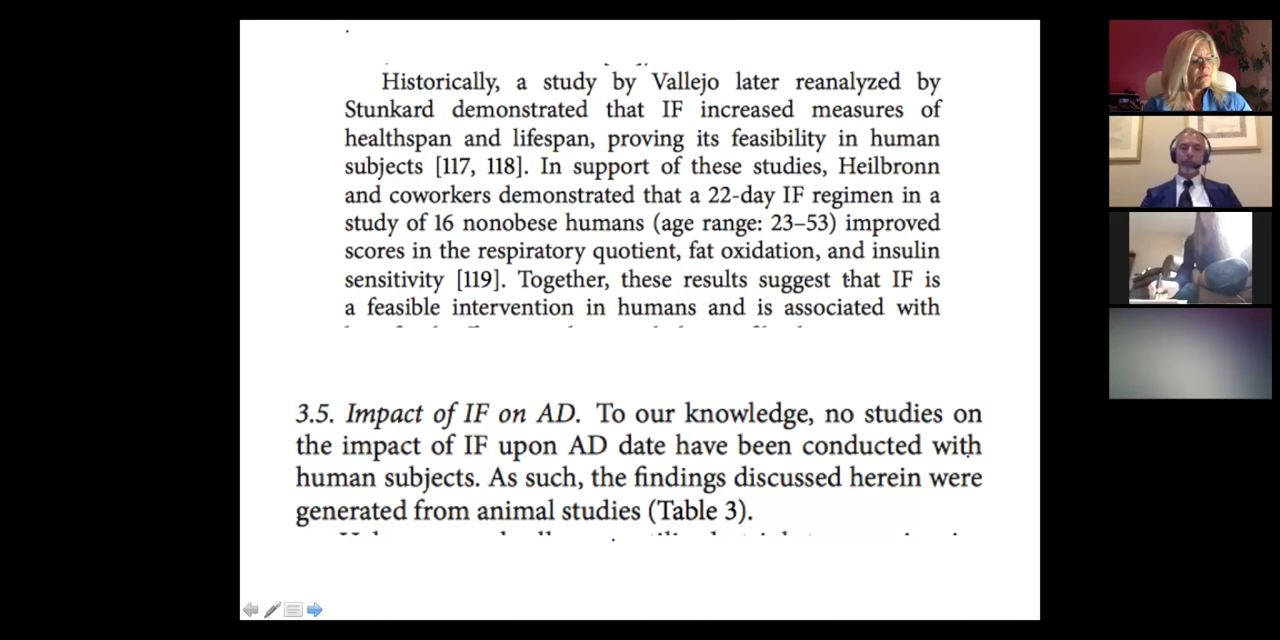 Historically, a study by Vallejo later reanalyzed by
Stunkard demonstrated that IF increased measures of
healthspan and lifespan, proving its feasibility in human
subjects [117, 118]. In support of these studies, Heilbronn
and coworkers demonstrated that a 22-day IF regimen in a
study of 16 nonobese humans (age range: 23–53) improved
scores in the respiratory quotient, fat oxidation, and insulin
sensitivity [119]. Together, these results suggest that IF is
a feasible intervention in humans and is associated with
3.5. Impact of IF on AD. To our knowledge, no studies on
the impact of IF upon AD date have been conducted with
human subjects. As such, the findings discussed herein were
generated from animal studies (Table 3).